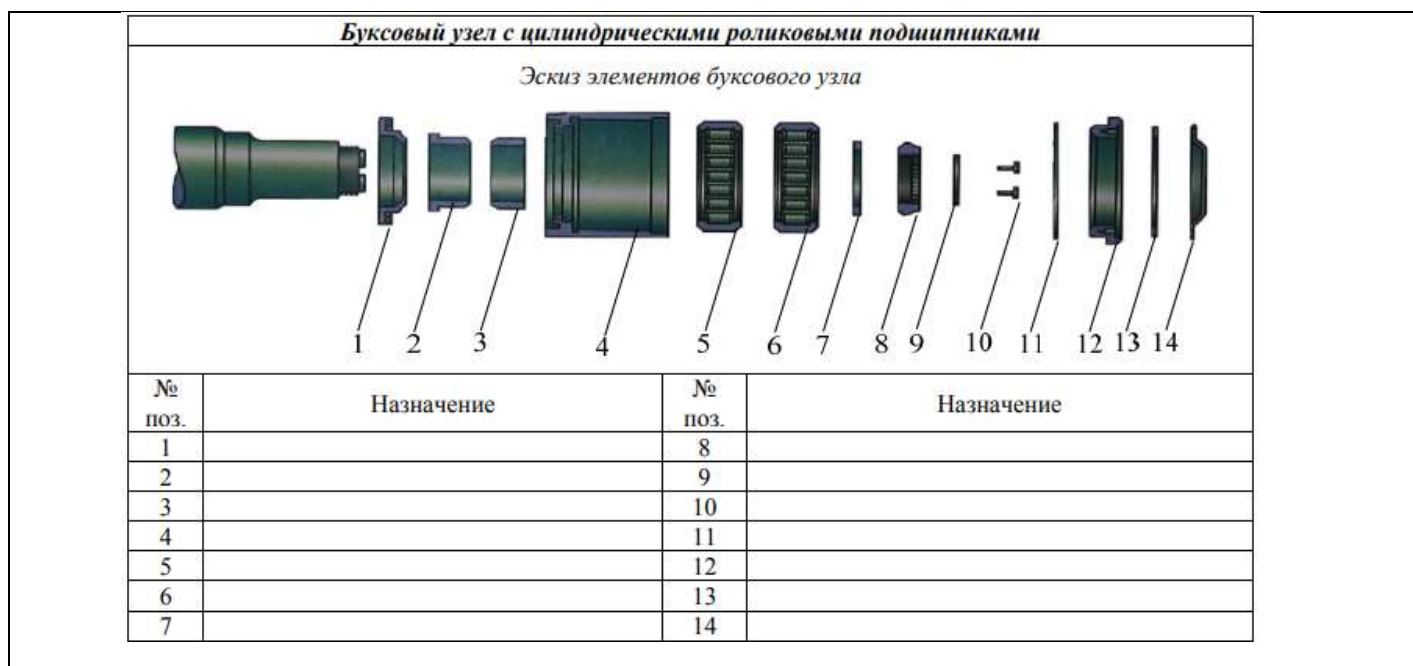 Буксовый узел с цилиндрическими роликовыми подшипниками
Эскиз элементов буксового узла
1 2 3 4 5 6 7 8 9 10 11 12 13 14
№ поз. Назначение № поз. Назначение
1 8
2 9
3 10
4 11
5 12
6 13
7 14